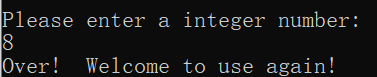 Please enter a integer number:
8
Over!  Welcome to use again!